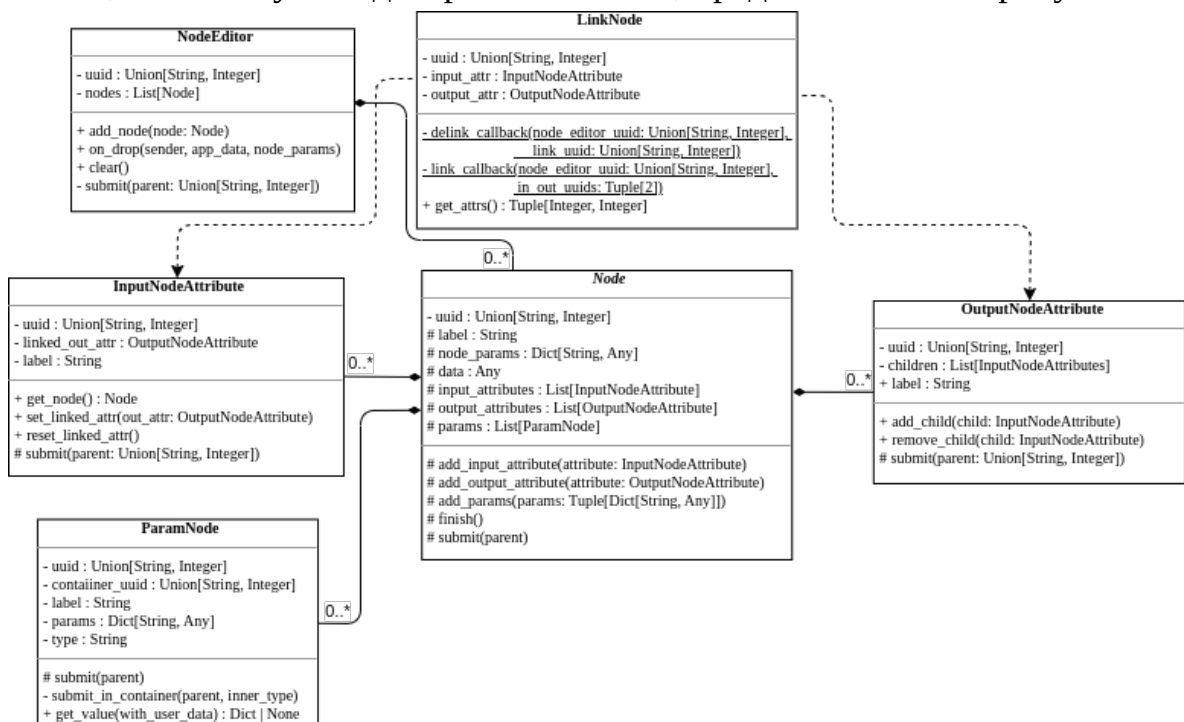 NodeEditor
- uuid : Union[String, Integer]
- nodes : List[Node]
+ add_node(node: Node)
+ on_drop(sender, app_data, node_params)
+ clear()
- submit(parent: Union[String, Integer])
LinkNode
- uuid : Union[String, Integer]
- input_attr : InputNodeAttribute
- output_attr : OutputNodeAttribute
- delink_callback(node_editor_uuid: Union[String, Integer],
link_uuid: Union[String, Integer])
- link_callback(node_editor_uuid: Union[String, Integer],
in_out_uuids: Tuple[2])
+ get_attrs() : Tuple[Integer, Integer]
0..*
InputNodeAttribute
- uuid : Union[String, Integer]
- linked_out_attr : OutputNodeAttribute
- label : String
+ get_node() : Node
+ set_linked_attr(out_attr: OutputNodeAttribute)
+ reset_linked_attr()
# submit(parent: Union[String, Integer])
0..*
Node
- uuid : Union[String, Integer]
# label : String
# node_params : Dict[String, Any]
# data : Any
# input_attributes : List[InputNodeAttribute]
# output_attributes : List[OutputNodeAttribute]
# params : List[ParamNode]
# add_input_attribute(attribute: InputNodeAttribute)
# add_output_attribute(attribute: OutputNodeAttribute)
# add_params(params: Tuple[Dict[String, Any]])
# finish()
# submit(parent)
0..*
OutputNodeAttribute
- uuid : Union[String, Integer]
- children : List[InputNodeAttributes]
+ label : String
+ add_child(child: InputNodeAttribute)
+ remove_child(child: InputNodeAttribute)
# submit(parent: Union[String, Integer])
ParamNode
- uuid : Union[String, Integer]
- contaiiner_uuid : Union[String, Integer]
- label : String
- params : Dict[String, Any]
- type : String
# submit(parent)
- submit_in_container(parent, inner_type)
+ get_value(with_user_data) : Dict | None
0..*